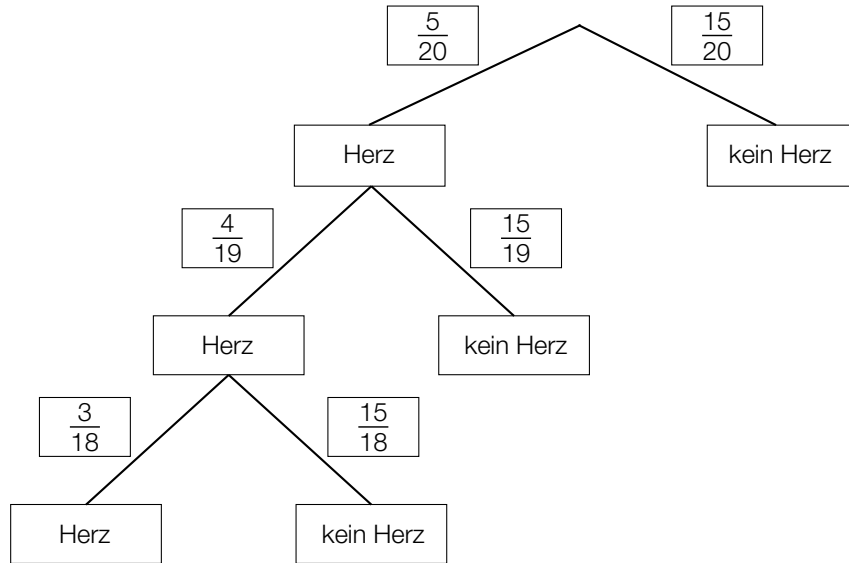 5/20 15/20
Herz kein Herz
4/19 15/19
Herz kein Herz
3/18 15/18
Herz kein Herz